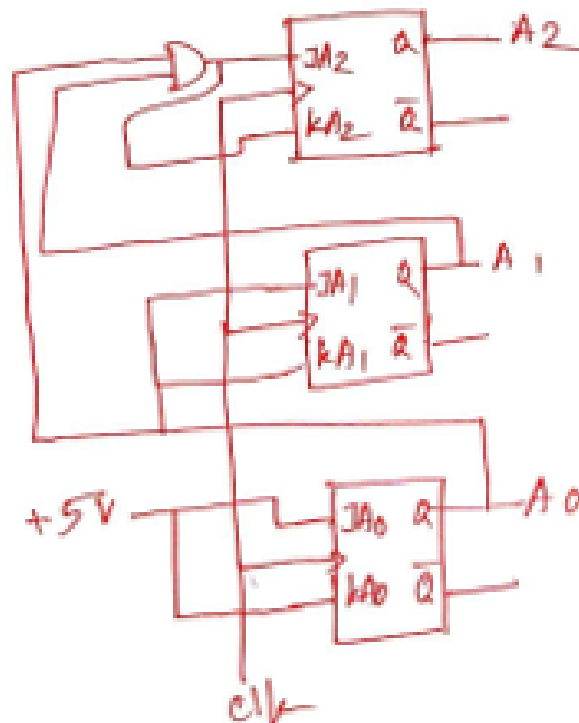 JA2 Q A2
KA2 Q̅
JA1 Q A1
KA1 Q̅
+5V JA0 Q A0
KA0 Q̅
Clk